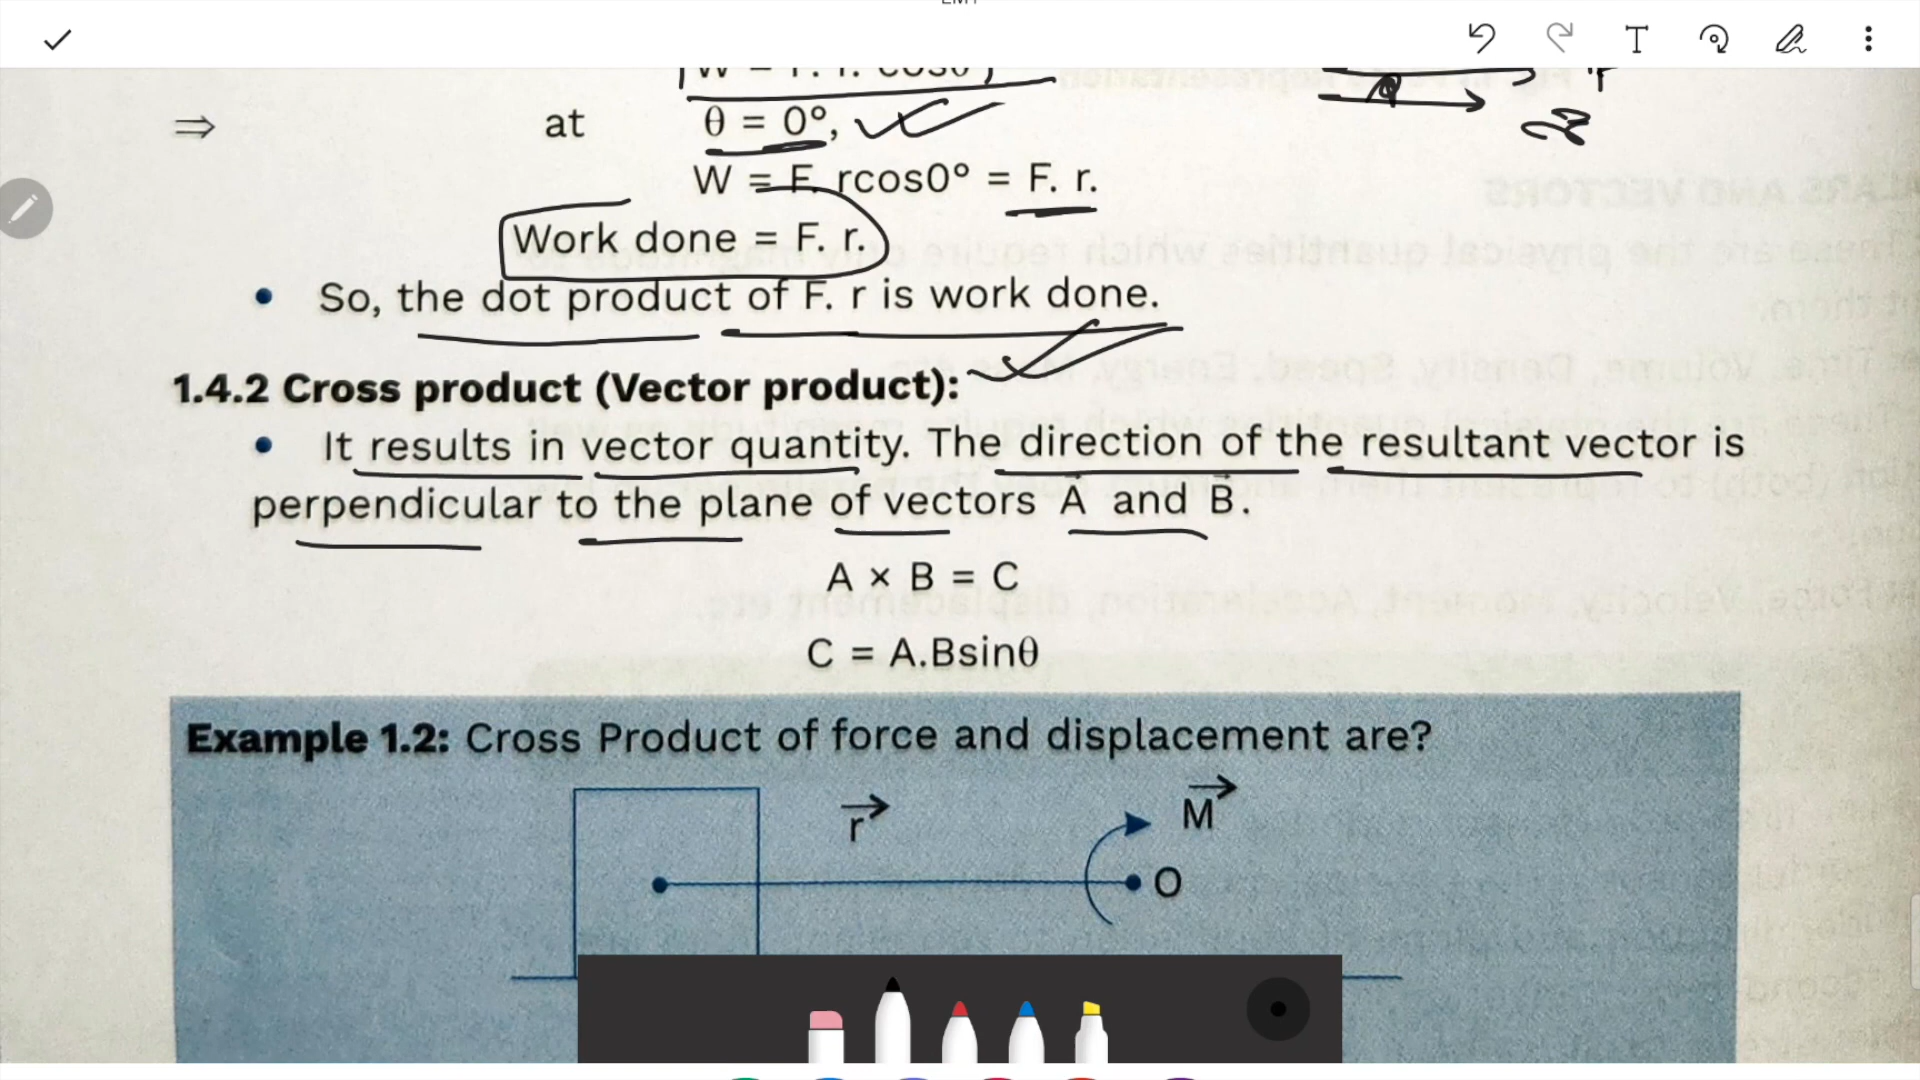 W = F. r. cosθ
⇒ at θ = 0°,
W = F. rcos0° = F. r.
Work done = F. r.
• So, the dot product of F. r is work done.
1.4.2 Cross product (Vector product):
• It results in vector quantity. The direction of the resultant vector is
perpendicular to the plane of vectors A⃗ and B⃗.
A × B = C
C = A.Bsinθ
Example 1.2: Cross Product of force and displacement are?
r⃗
M⃗
O